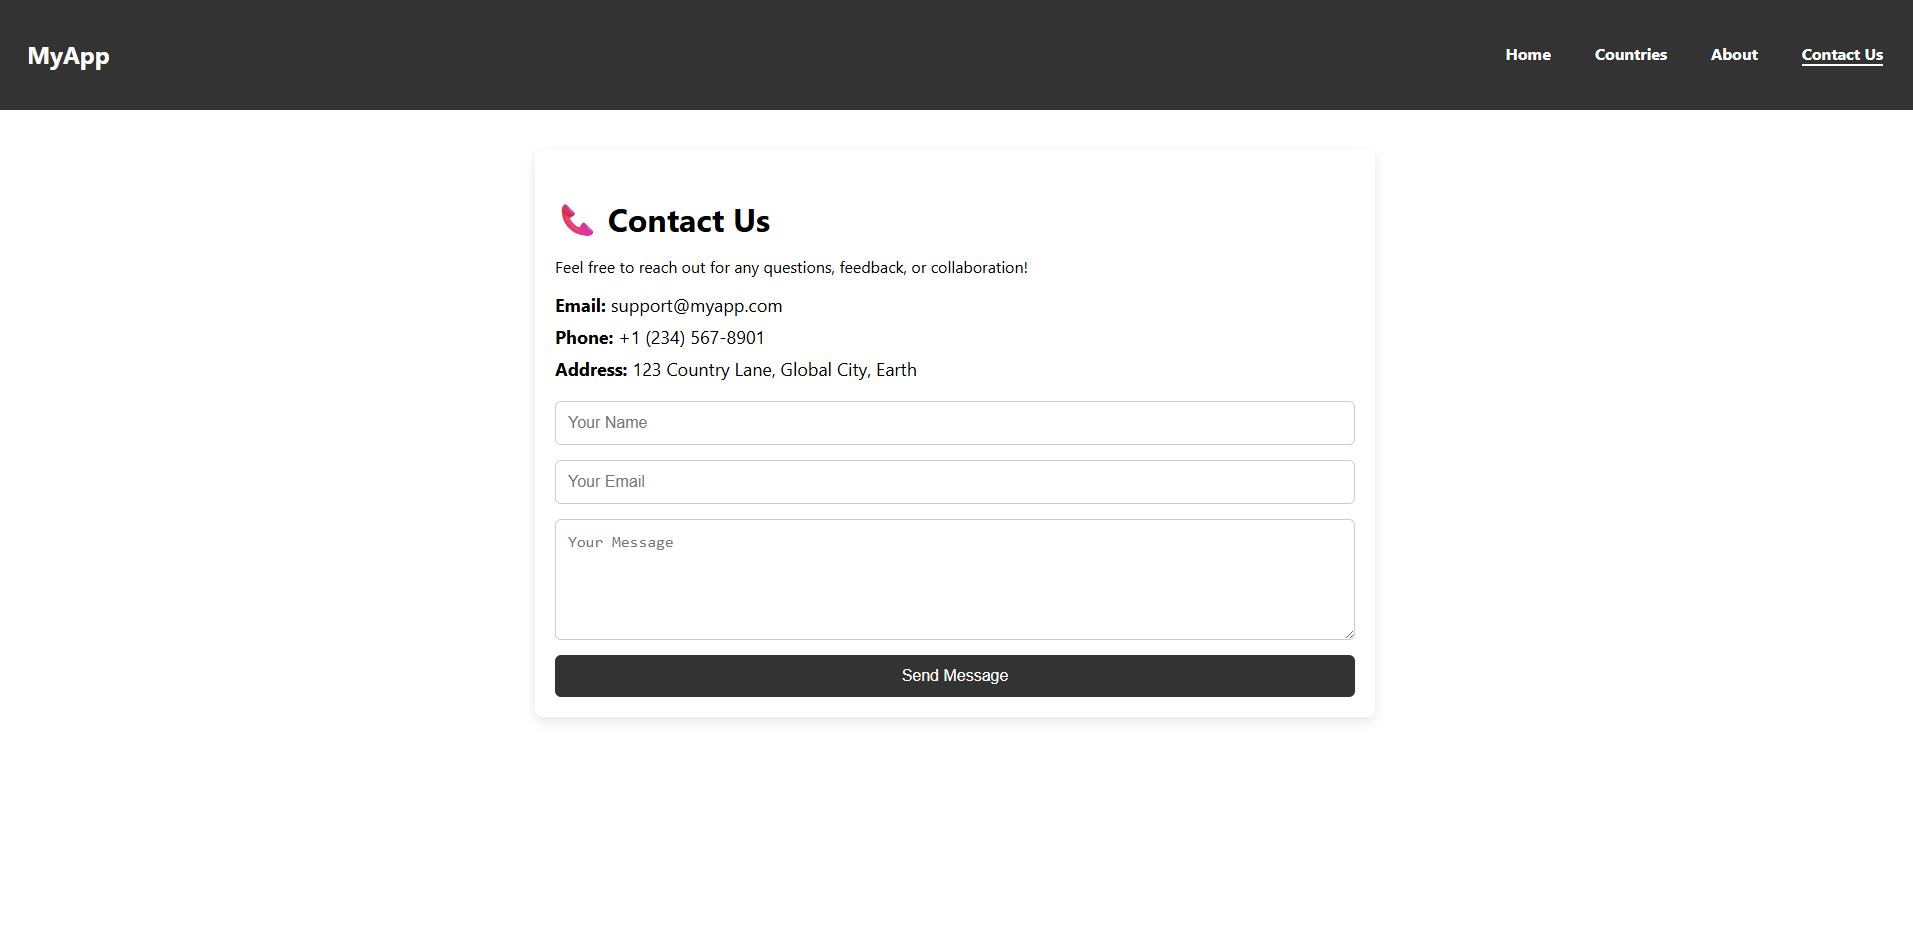 MyApp
Home Countries About Contact Us
📞 Contact Us
Feel free to reach out for any questions, feedback, or collaboration!
Email: support@myapp.com
Phone: +1 (234) 567-8901
Address: 123 Country Lane, Global City, Earth
Your Name
Your Email
Your Message
Send Message